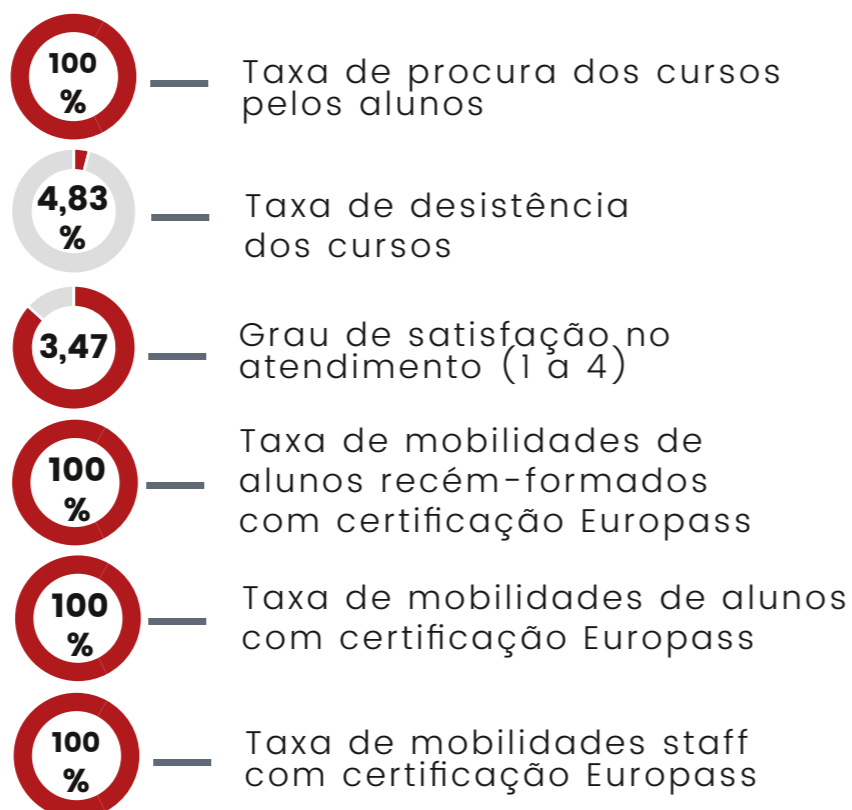 100
%
Taxa de procura dos cursos
pelos alunos
4,83
%
Taxa de desistência
dos cursos
3,47
Grau de satisfação no
atendimento (1 a 4)
100
%
Taxa de mobilidades de
alunos recém-formados
com certificação Europass
100
%
Taxa de mobilidades de alunos
com certificação Europass
100
%
Taxa de mobilidades staff
com certificação Europass